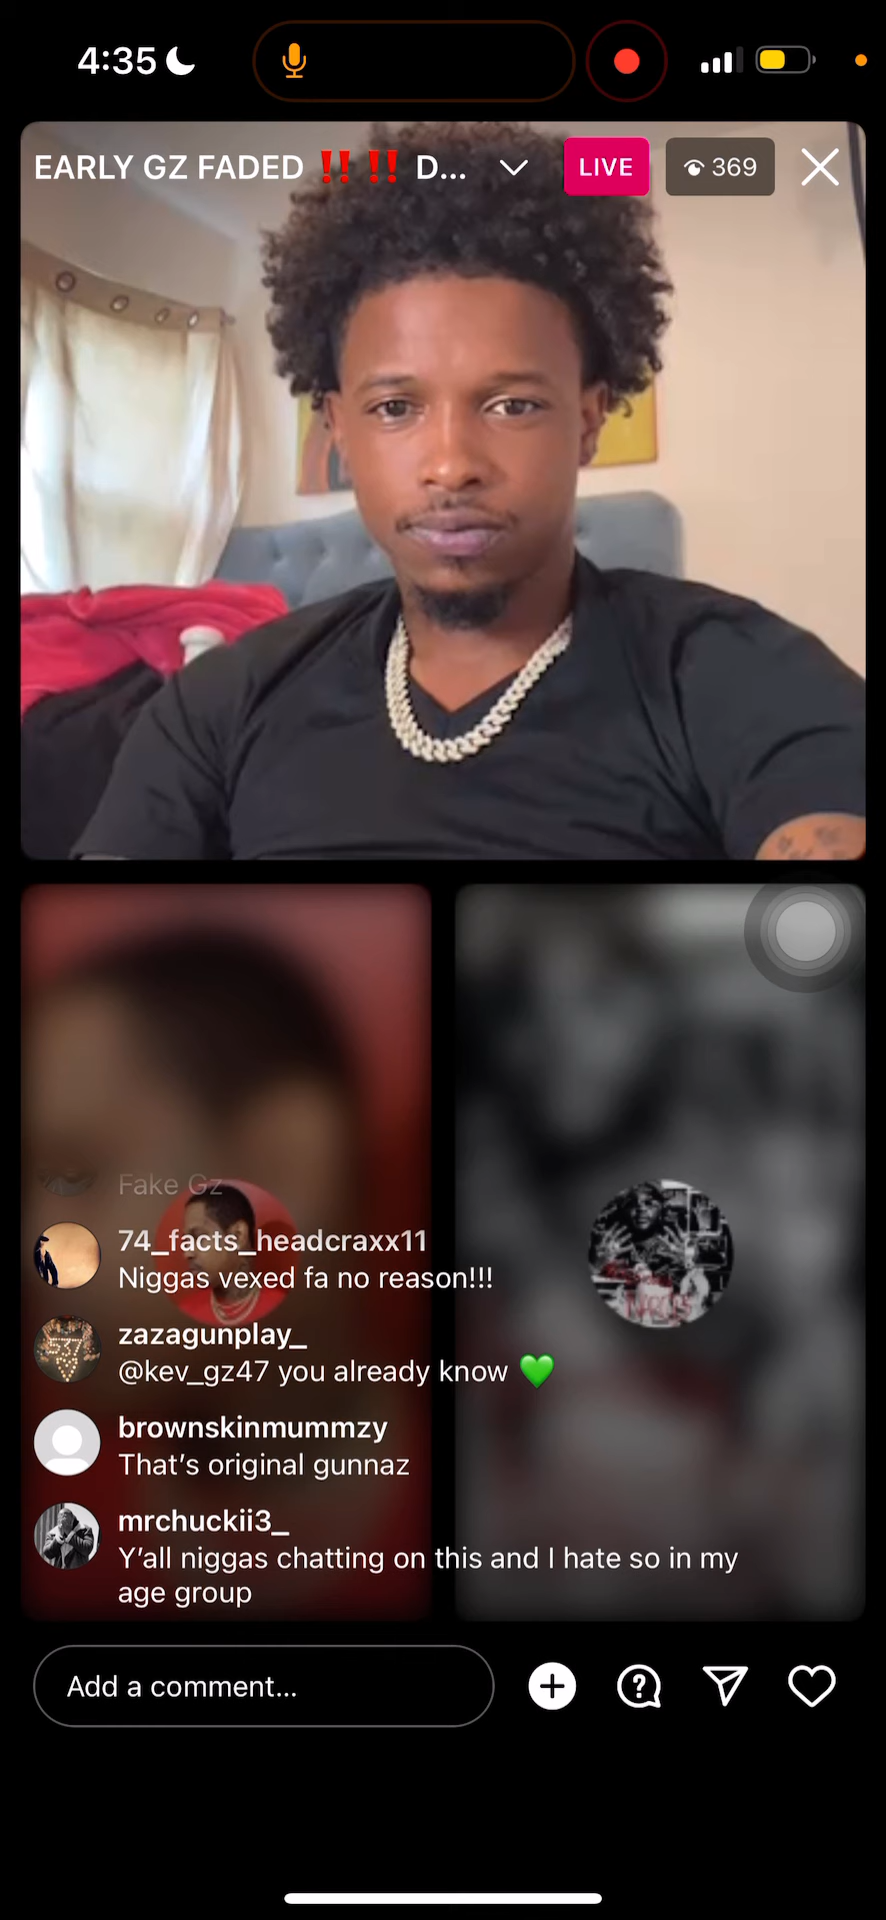 4:35
EARLY GZ FADED ‼️ ‼️ D...
LIVE
369
Fake Gz
74_facts_headcraxx11
Niggas vexed fa no reason!!!
zazagunplay_
@kev_gz47 you already know 💚
brownskinmummzy
That's original gunnaz
mrchuckii3_
Y'all niggas chatting on this and I hate so in my
age group
Add a comment...